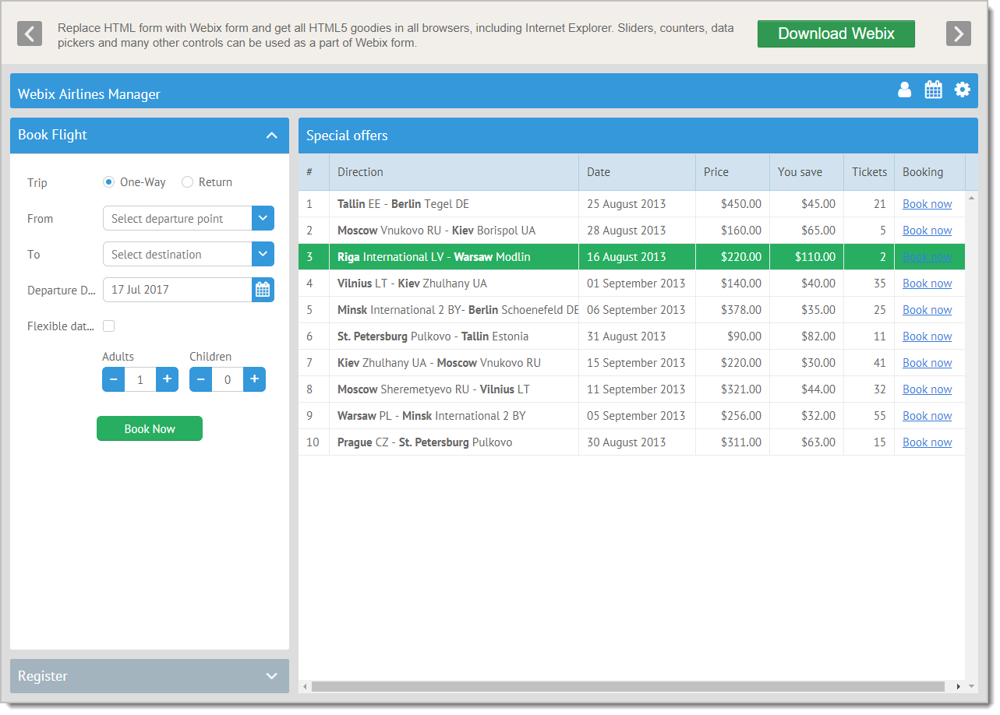 Replace HTML form with Webix form and get all HTML5 goodies in all browsers, including Internet Explorer. Sliders, counters, data
pickers and many other controls can be used as a part of Webix form.
Download Webix
Webix Airlines Manager
Book Flight
Trip One-Way Return
From Select departure point
To Select destination
Departure D... 17 Jul 2017
Flexible dat...
Adults Children
− 1 + − 0 +
Book Now
Register
Special offers
# Direction Date Price You save Tickets Booking
1 Tallin EE - Berlin Tegel DE 25 August 2013 $450.00 $45.00 21 Book now
2 Moscow Vnukovo RU - Kiev Borispol UA 28 August 2013 $160.00 $65.00 5 Book now
3 Riga International LV - Warsaw Modlin 16 August 2013 $220.00 $110.00 2 Book now
4 Vilnius LT - Kiev Zhulhany UA 01 September 2013 $140.00 $40.00 35 Book now
5 Minsk International 2 BY- Berlin Schoenefeld DE 06 September 2013 $378.00 $35.00 25 Book now
6 St. Petersburg Pulkovo - Tallin Estonia 31 August 2013 $90.00 $82.00 11 Book now
7 Kiev Zhulhany UA - Moscow Vnukovo RU 15 September 2013 $220.00 $30.00 41 Book now
8 Moscow Sheremetyevo RU - Vilnius LT 11 September 2013 $321.00 $44.00 32 Book now
9 Warsaw PL - Minsk International 2 BY 05 September 2013 $256.00 $32.00 55 Book now
10 Prague CZ - St. Petersburg Pulkovo 30 August 2013 $311.00 $63.00 15 Book now